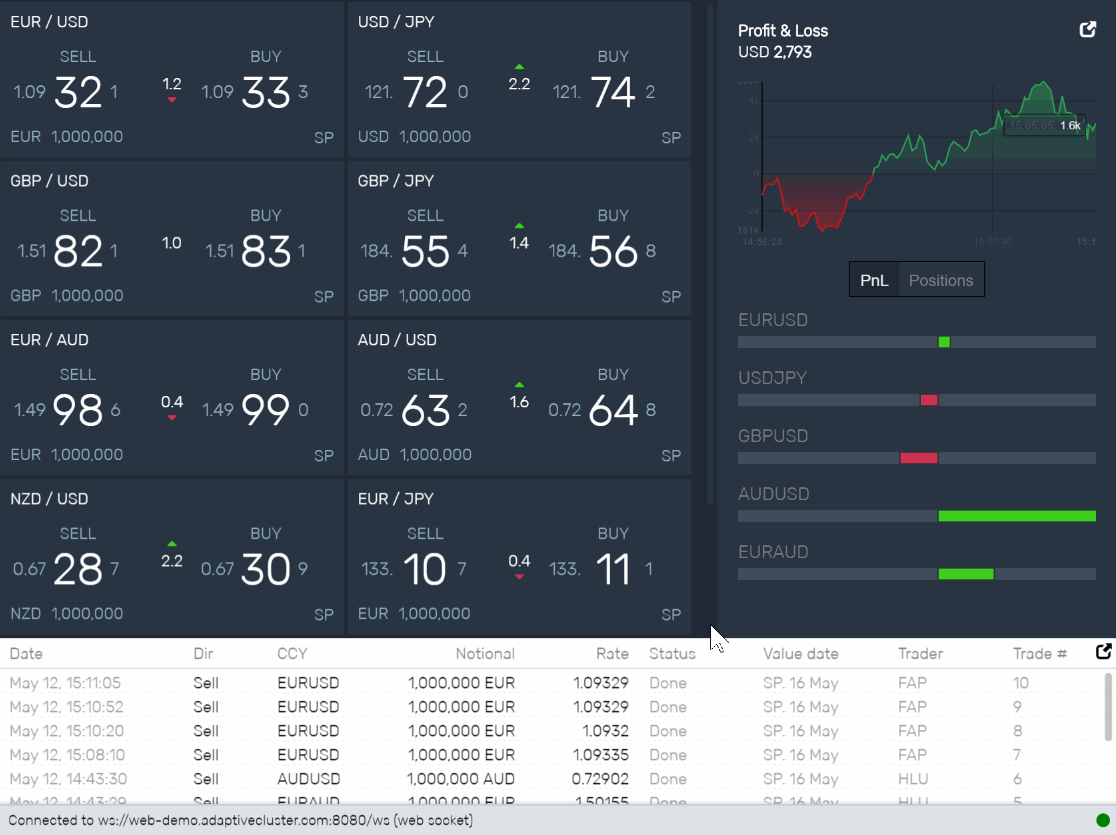 EUR / USD
SELL BUY
1.09 32 1 1.2 1.09 33 3
EUR 1,000,000 SP
USD / JPY
SELL BUY
121. 72 0 2.2 121. 74 2
USD 1,000,000 SP
GBP / USD
SELL BUY
1.51 82 1 1.0 1.51 83 1
GBP 1,000,000 SP
GBP / JPY
SELL BUY
184. 55 4 1.4 184. 56 8
GBP 1,000,000 SP
EUR / AUD
SELL BUY
1.49 98 6 0.4 1.49 99 0
EUR 1,000,000 SP
AUD / USD
SELL BUY
0.72 63 2 1.6 0.72 64 8
AUD 1,000,000 SP
NZD / USD
SELL BUY
0.67 28 7 2.2 0.67 30 9
NZD 1,000,000 SP
EUR / JPY
SELL BUY
133. 10 7 0.4 133. 11 1
EUR 1,000,000 SP
Profit & Loss
USD 2,793
4k
2k
0
-2k
14:56:25 15:06:40 15:1
15:05:05: 1.6k
PnL Positions
EURUSD
USDJPY
GBPUSD
AUDUSD
EURAUD
Date Dir CCY Notional Rate Status Value date Trader Trade #
May 12, 15:11:05 Sell EURUSD 1,000,000 EUR 1.09329 Done SP. 16 May FAP 10
May 12, 15:10:52 Sell EURUSD 1,000,000 EUR 1.09329 Done SP. 16 May FAP 9
May 12, 15:10:20 Sell EURUSD 1,000,000 EUR 1.0932 Done SP. 16 May FAP 8
May 12, 15:08:10 Sell EURUSD 1,000,000 EUR 1.09335 Done SP. 16 May FAP 7
May 12, 14:43:30 Sell AUDUSD 1,000,000 AUD 0.72902 Done SP. 16 May HLU 6
May 12, 14:43:29 Sell EURAUD 1,000,000 EUR 1.50155 Done SP. 16 May HLU 5
Connected to ws://web-demo.adaptivecluster.com:8080/ws (web socket)